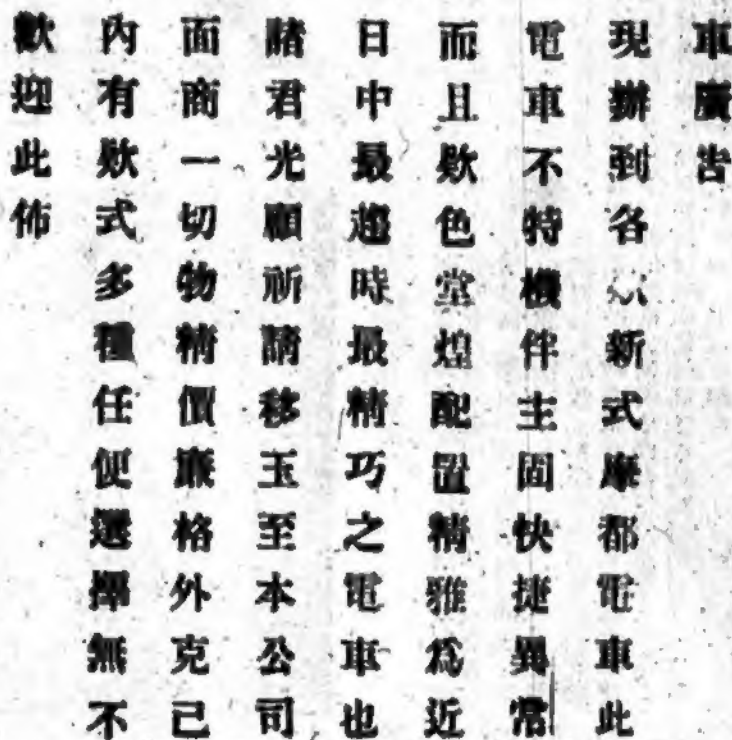 車廣告
現辦到各新式摩都電車此
電車不特機件主固快捷異常
而且欵色堂煌配置精雅爲近
日中最趨時最精巧之電車也
諸君光顧祈請移玉至本公司
面商一切物精價廉格外克己
內有欵式多種任便選擇無不
歡迎此佈